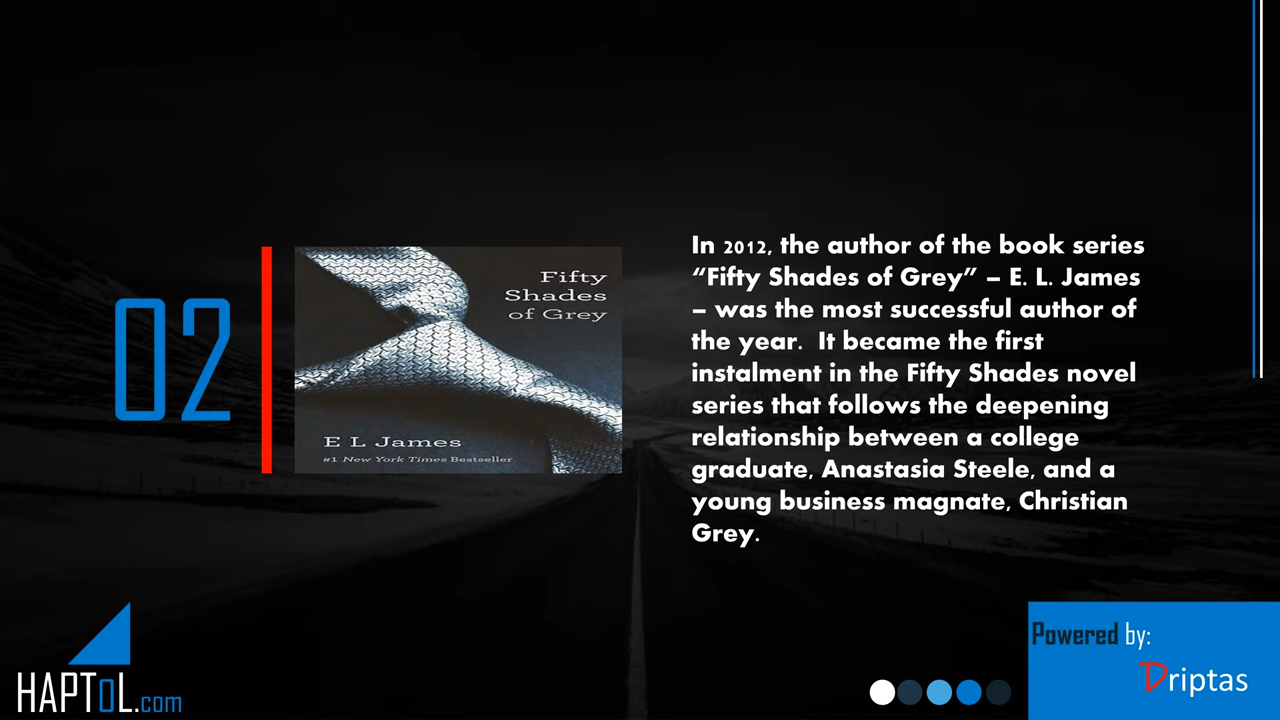 02
Fifty
Shades
of Grey
E L James
#1 New York Times Bestseller
In 2012, the author of the book series
“Fifty Shades of Grey” – E. L. James
– was the most successful author of
the year.  It became the first
instalment in the Fifty Shades novel
series that follows the deepening
relationship between a college
graduate, Anastasia Steele, and a
young business magnate, Christian
Grey.
HAPTOL.com
Powered by:
Driptas